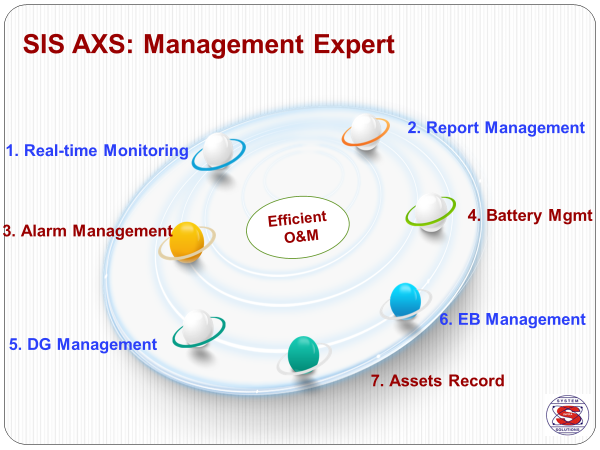 SIS AXS: Management Expert
1. Real-time Monitoring
2. Report Management
3. Alarm Management
4. Battery Mgmt
Efficient
O&M
5. DG Management
6. EB Management
7. Assets Record
SYSTEM
S
SOLUTIONS